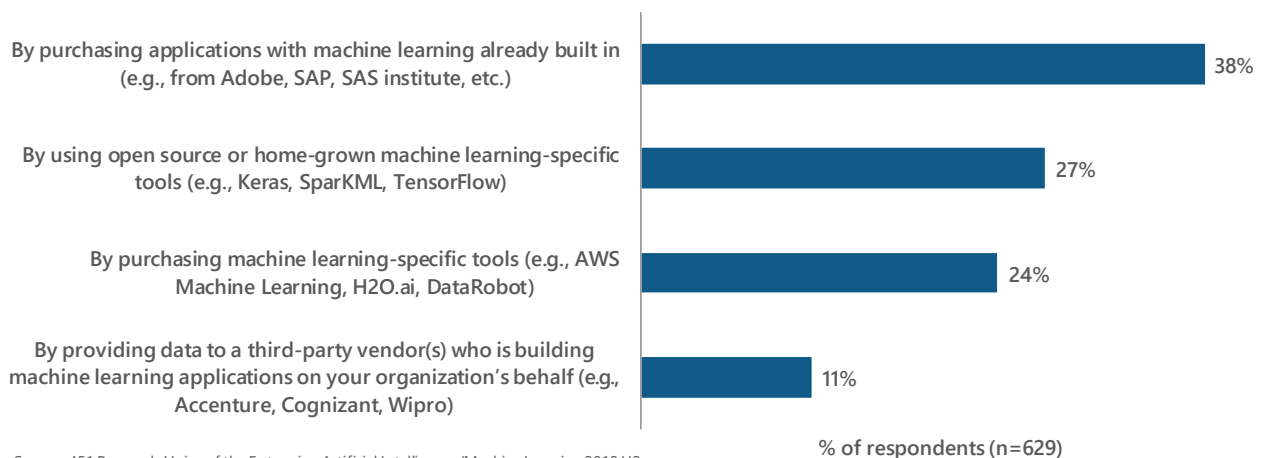 By purchasing applications with machine learning already built in
(e.g., from Adobe, SAP, SAS institute, etc.)
38%
By using open source or home-grown machine learning-specific
tools (e.g., Keras, SparKML, TensorFlow)
27%
By purchasing machine learning-specific tools (e.g., AWS
Machine Learning, H2O.ai, DataRobot)
24%
By providing data to a third-party vendor(s) who is building
machine learning applications on your organization's behalf (e.g.,
Accenture, Cognizant, Wipro)
11%
% of respondents (n=629)